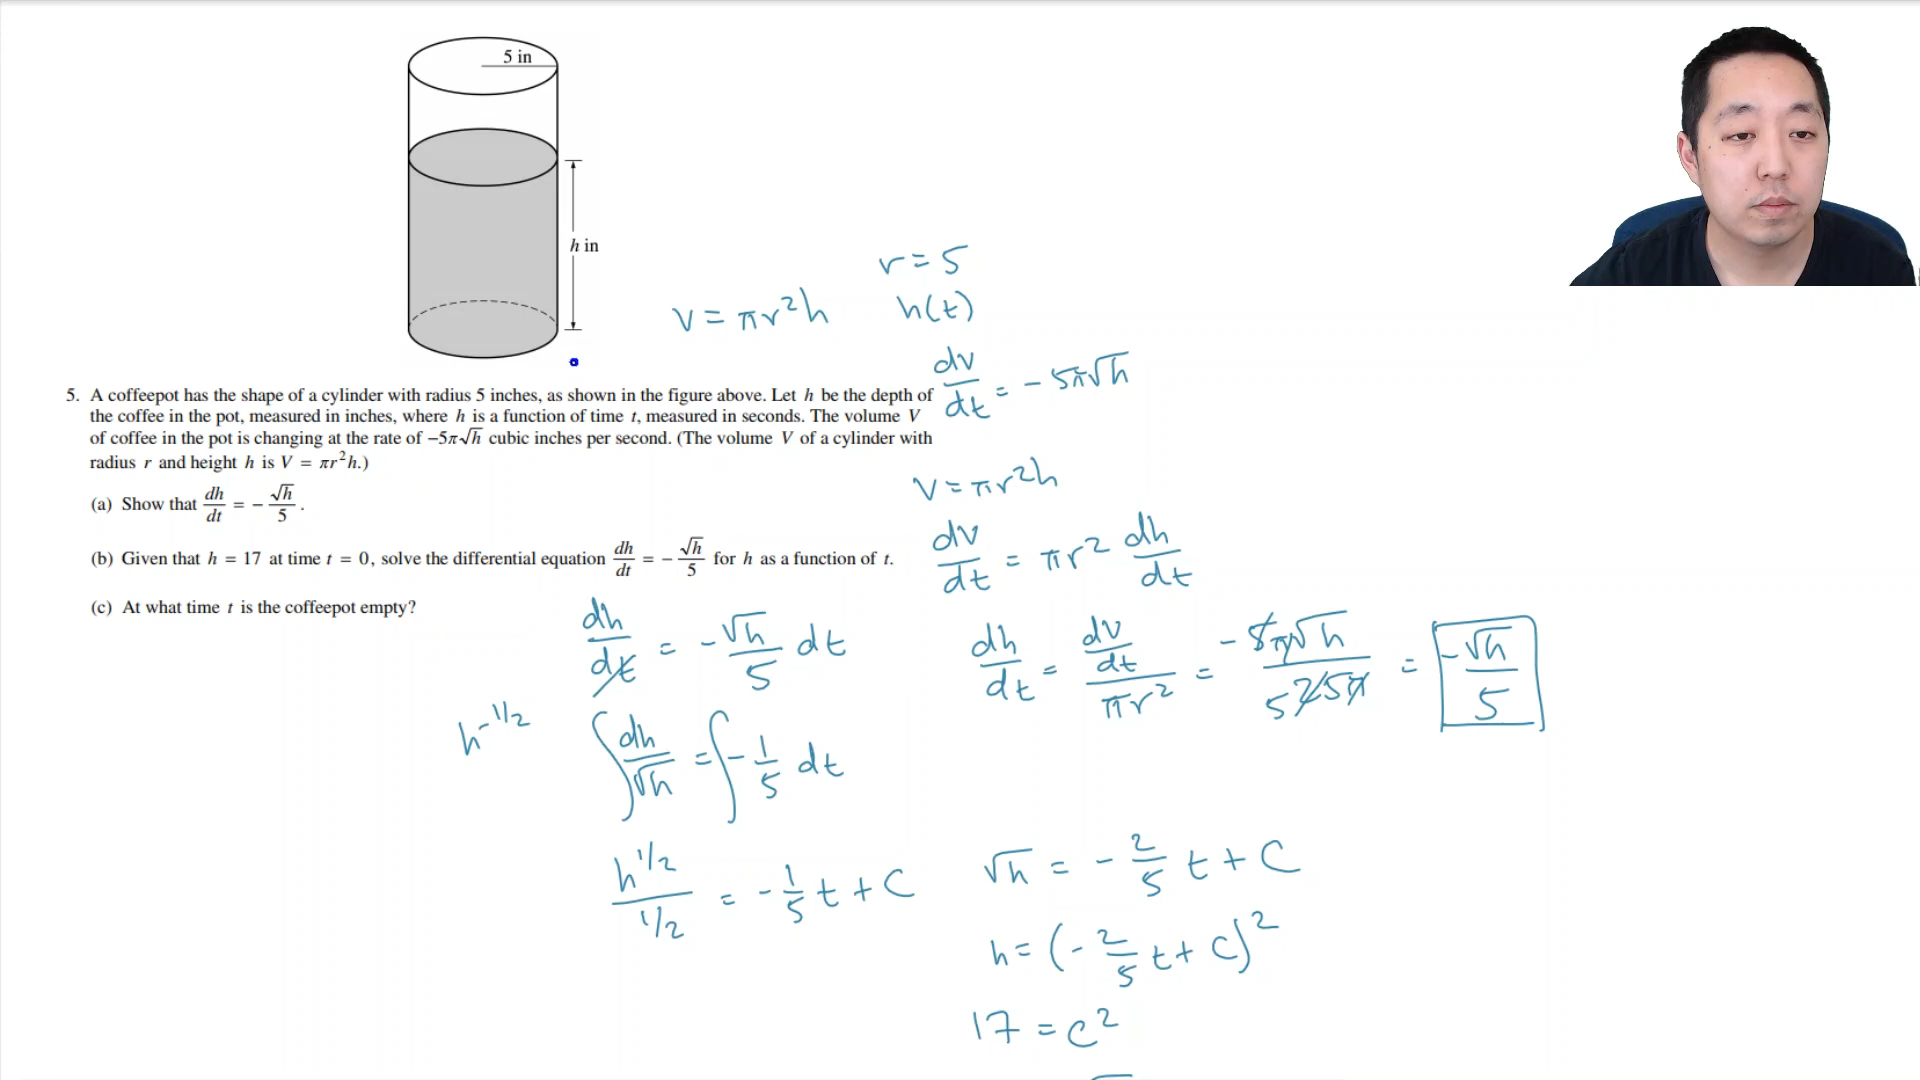 5 in
h in
r = 5
V = πr²h
h(t)
dV/dt = -5π√h
5. A coffeepot has the shape of a cylinder with radius 5 inches, as shown in the figure above. Let h be the depth of
the coffee in the pot, measured in inches, where h is a function of time t, measured in seconds. The volume V
of coffee in the pot is changing at the rate of −5π√h cubic inches per second. (The volume V of a cylinder with
radius r and height h is V = πr²h.)
V = πr²h
(a) Show that dh/dt = −√h/5.
dV/dt = πr² dh/dt
(b) Given that h = 17 at time t = 0, solve the differential equation dh/dt = −√h/5 for h as a function of t.
(c) At what time t is the coffeepot empty?
dh/dt = -√h/5 dt
dh/dt = dV/dt/πr² = -5π√h/5 25π = -√h/5
h^-1/2
∫ dh/√h = ∫ -1/5 dt
h^1/2/1/2 = -1/5 t + C
√h = -2/5 t + C
h = (-2/5 t + C)²
17 = C²